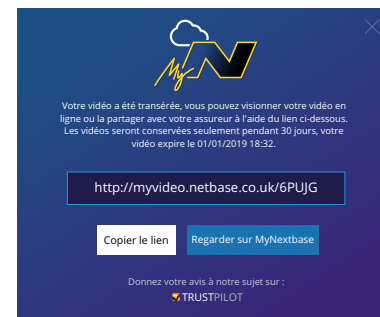 My N
Votre vidéo a été transérée, vous pouvez visionner votre vidéo en
ligne ou la partager avec votre assureur à l'aide du lien ci-dessous.
Les vidéos seront conservées seulement pendant 30 jours, votre
vidéo expire le 01/01/2019 18:32.
http://myvideo.netbase.co.uk/6PUJG
Copier le lien Regarder sur MyNextbase
Donnez votre avis à notre sujet sur :
TRUSTPILOT